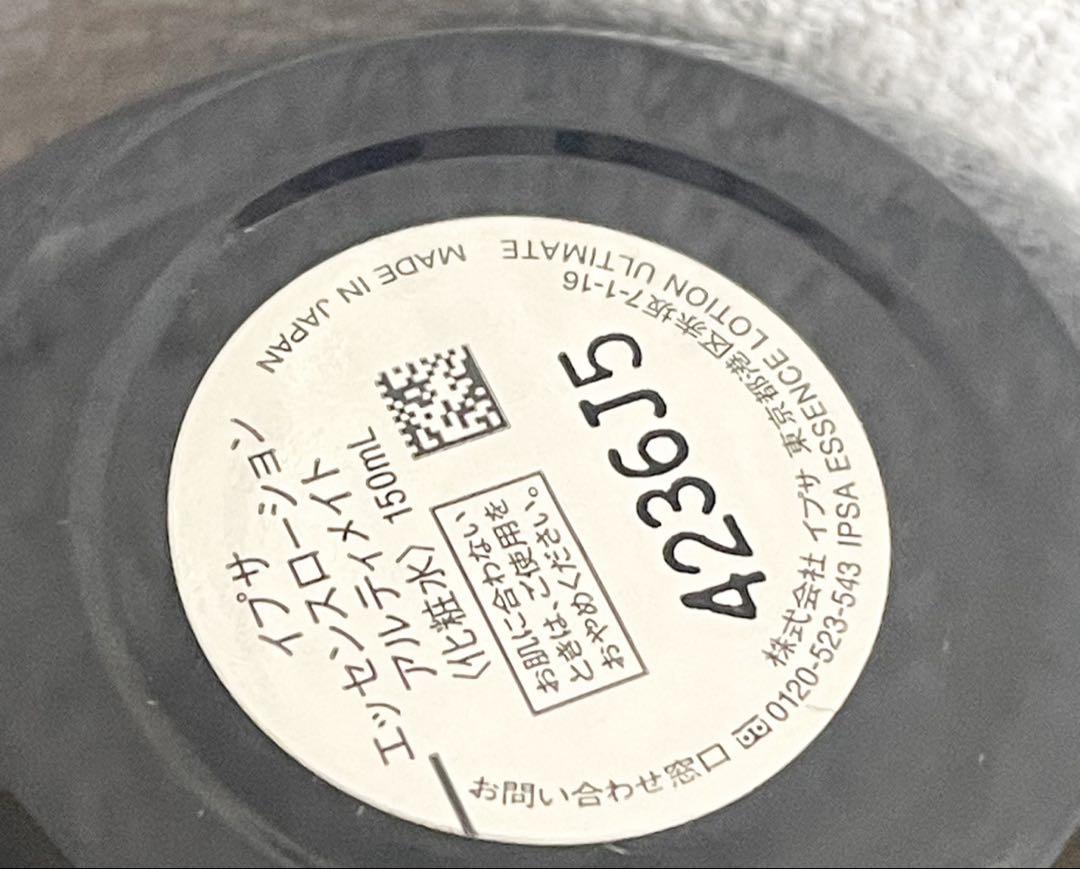 イプサ
エッセンスローション
アルティメイト
〈化粧水〉 150mL
お肌に合わない
ときは、ご使用を
おやめください。
4236J5
株式会社 イプサ 東京都港区赤坂7-1-16
お問い合わせ窓口 0120-523-543 IPSA ESSENCE LOTION ULTIMATE MADE IN JAPAN